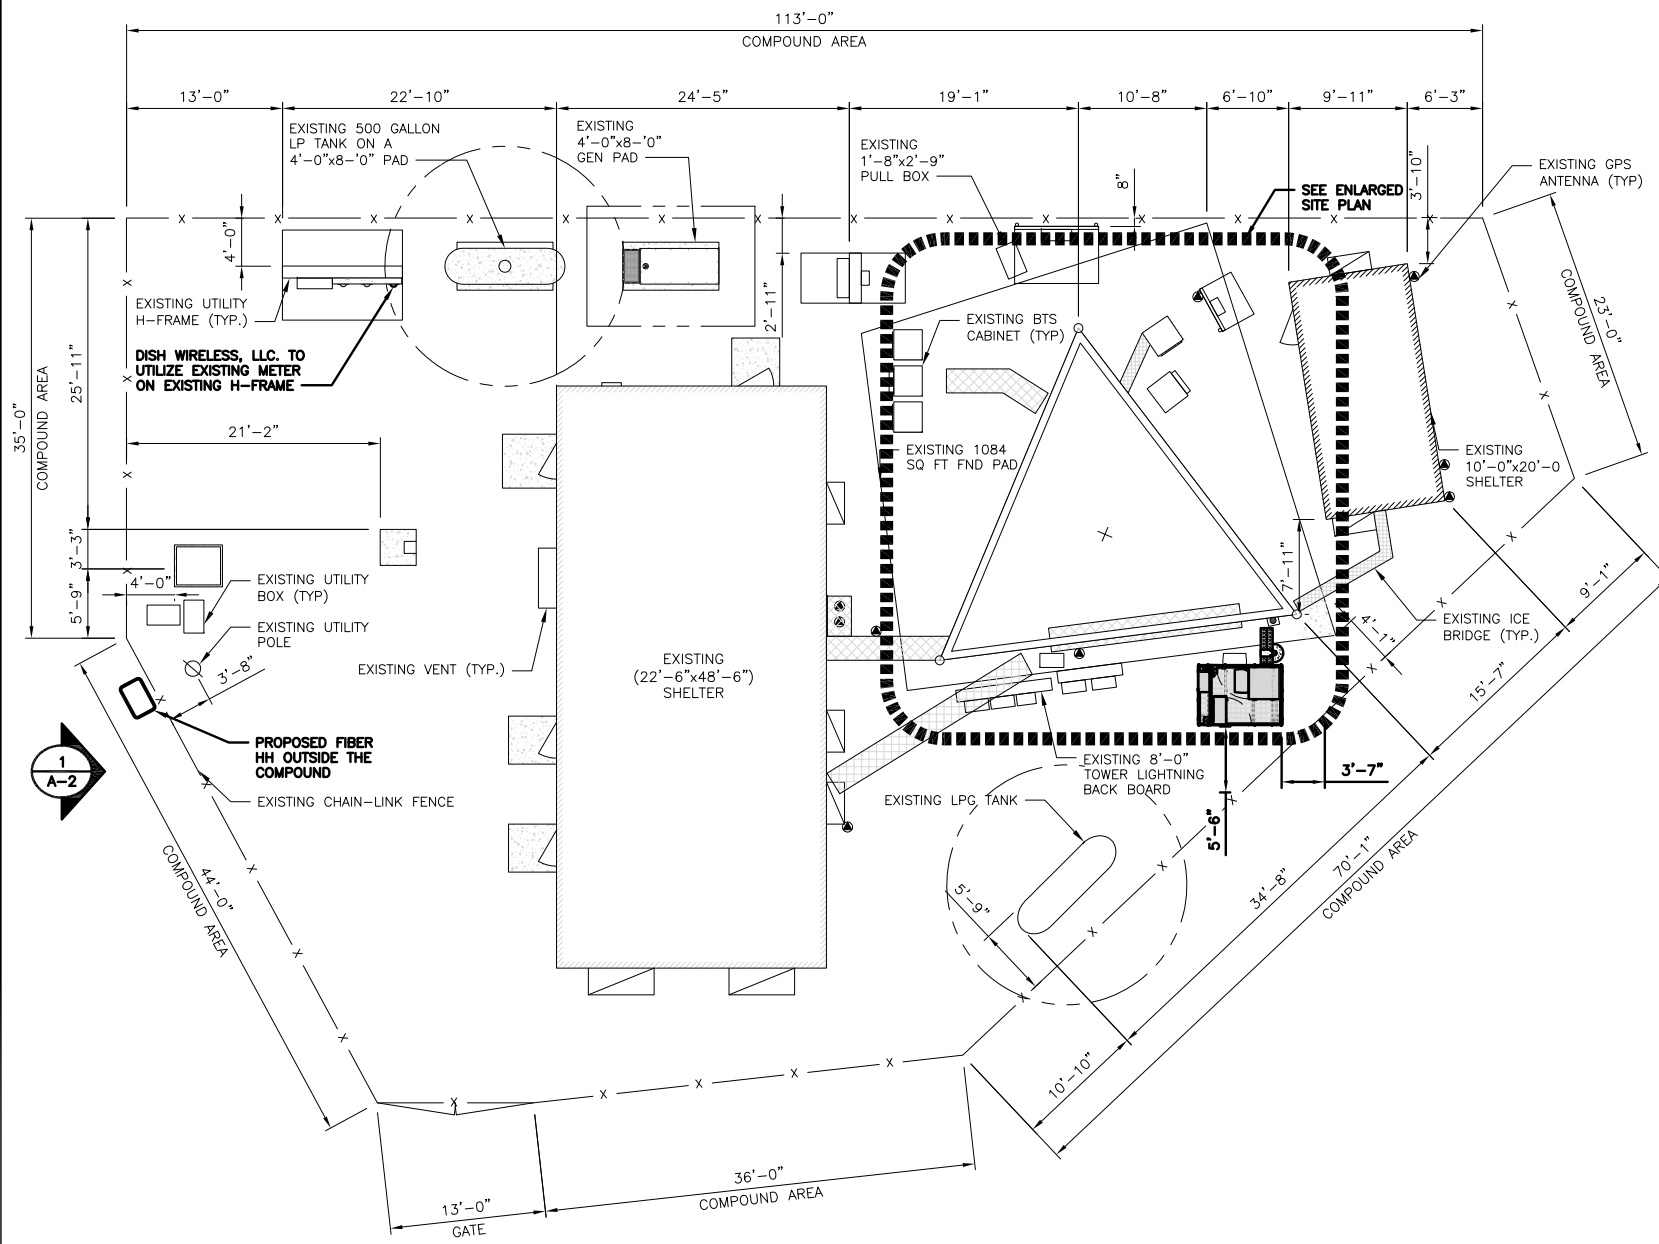 113'-0"
COMPOUND AREA
13'-0"
22'-10"
24'-5"
19'-1"
10'-8"
6'-10"
9'-11"
6'-3"
EXISTING 500 GALLON
LP TANK ON A
4'-0"x8-'0" PAD
EXISTING
4'-0"x8-'0"
GEN PAD
EXISTING
1'-8"x2'-9"
PULL BOX
8"
SEE ENLARGED
SITE PLAN
3'-10"
EXISTING GPS
ANTENNA (TYP)
4'-0"
2'-11"
EXISTING UTILITY
H-FRAME (TYP.)
DISH WIRELESS, LLC. TO
UTILIZE EXISTING METER
ON EXISTING H-FRAME
EXISTING BTS
CABINET (TYP)
23'-0"
COMPOUND AREA
35'-0"
COMPOUND AREA
25'-11"
21'-2"
EXISTING 1084
SQ FT FND PAD
EXISTING
10'-0"x20'-0
SHELTER
3'-3"
5'-9"
4'-0"
EXISTING UTILITY
BOX (TYP)
EXISTING UTILITY
POLE
3'-8"
EXISTING VENT (TYP.)
EXISTING
(22'-6"x48'-6")
SHELTER
7'-11"
EXISTING ICE
BRIDGE (TYP.)
4'-1"
9'-1"
15'-7"
1
A-2
PROPOSED FIBER
HH OUTSIDE THE
COMPOUND
EXISTING CHAIN-LINK FENCE
EXISTING 8'-0"
TOWER LIGHTNING
BACK BOARD
EXISTING LPG TANK
3'-7"
5'-6"
5'-9"
34'-8"
70'-1"
COMPOUND AREA
44'-0"
COMPOUND AREA
10'-10"
36'-0"
COMPOUND AREA
13'-0"
GATE